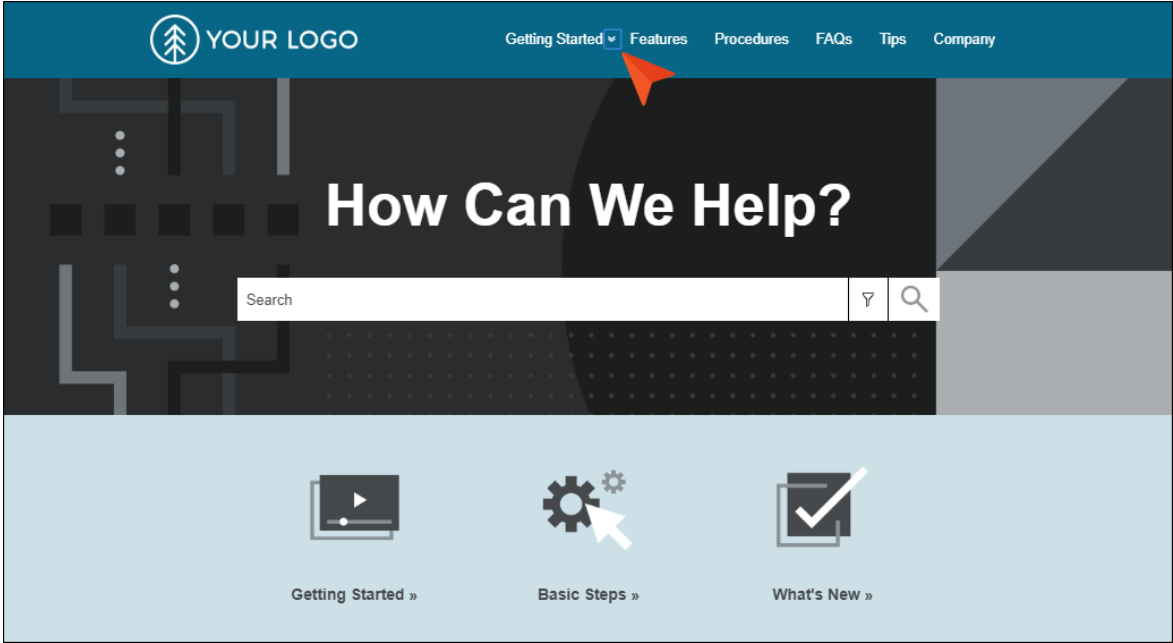 YOUR LOGO
Getting Started Features Procedures FAQs Tips Company
How Can We Help?
Search
Getting Started » Basic Steps » What's New »